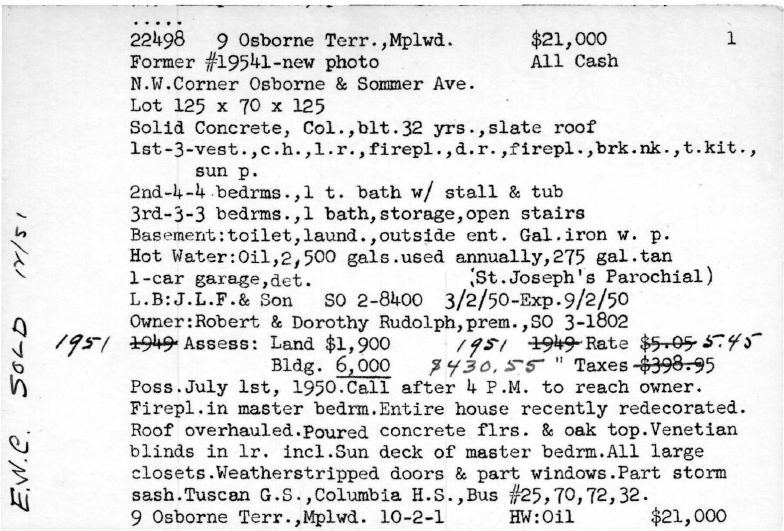 .....
22498 9 Osborne Terr.,Mplwd. $21,000 1
Former #19541-new photo All Cash
N.W.Corner Osborne & Sommer Ave.
Lot 125 x 70 x 125
Solid Concrete, Col.,blt.32 yrs.,slate roof
1st-3-vest.,c.h.,l.r.,firepl.,d.r.,firepl.,brk.nk.,t.kit.,
sun p.
2nd-4-4 bedrms.,1 t. bath w/ stall & tub
3rd-3-3 bedrms.,1 bath,storage,open stairs
Basement:toilet,laund.,outside ent. Gal.iron w. p.
Hot Water:Oil,2,500 gals.used annually,275 gal.tan
1-car garage,det. (St.Joseph's Parochial)
L.B:J.L.F.& Son SO 2-8400 3/2/50-Exp.9/2/50
Owner:Robert & Dorothy Rudolph,prem.,SO 3-1802
1951 1949 Assess: Land $1,900 1951 1949 Rate $5.05 5.45
Bldg. 6,000 $430.55 " Taxes $398.95
Poss.July 1st, 1950.Call after 4 P.M. to reach owner.
Firepl.in master bedrm.Entire house recently redecorated.
Roof overhauled.Poured concrete flrs. & oak top.Venetian
blinds in lr. incl.Sun deck of master bedrm.All large
closets.Weatherstripped doors & part windows.Part storm
sash.Tuscan G.S.,Columbia H.S.,Bus #25,70,72,32.
9 Osborne Terr.,Mplwd. 10-2-1 HW:Oil $21,000
E.W.C. SOLD 12/51